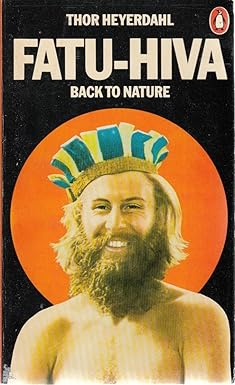 THOR HEYERDAHL
FATU-HIVA
BACK TO NATURE